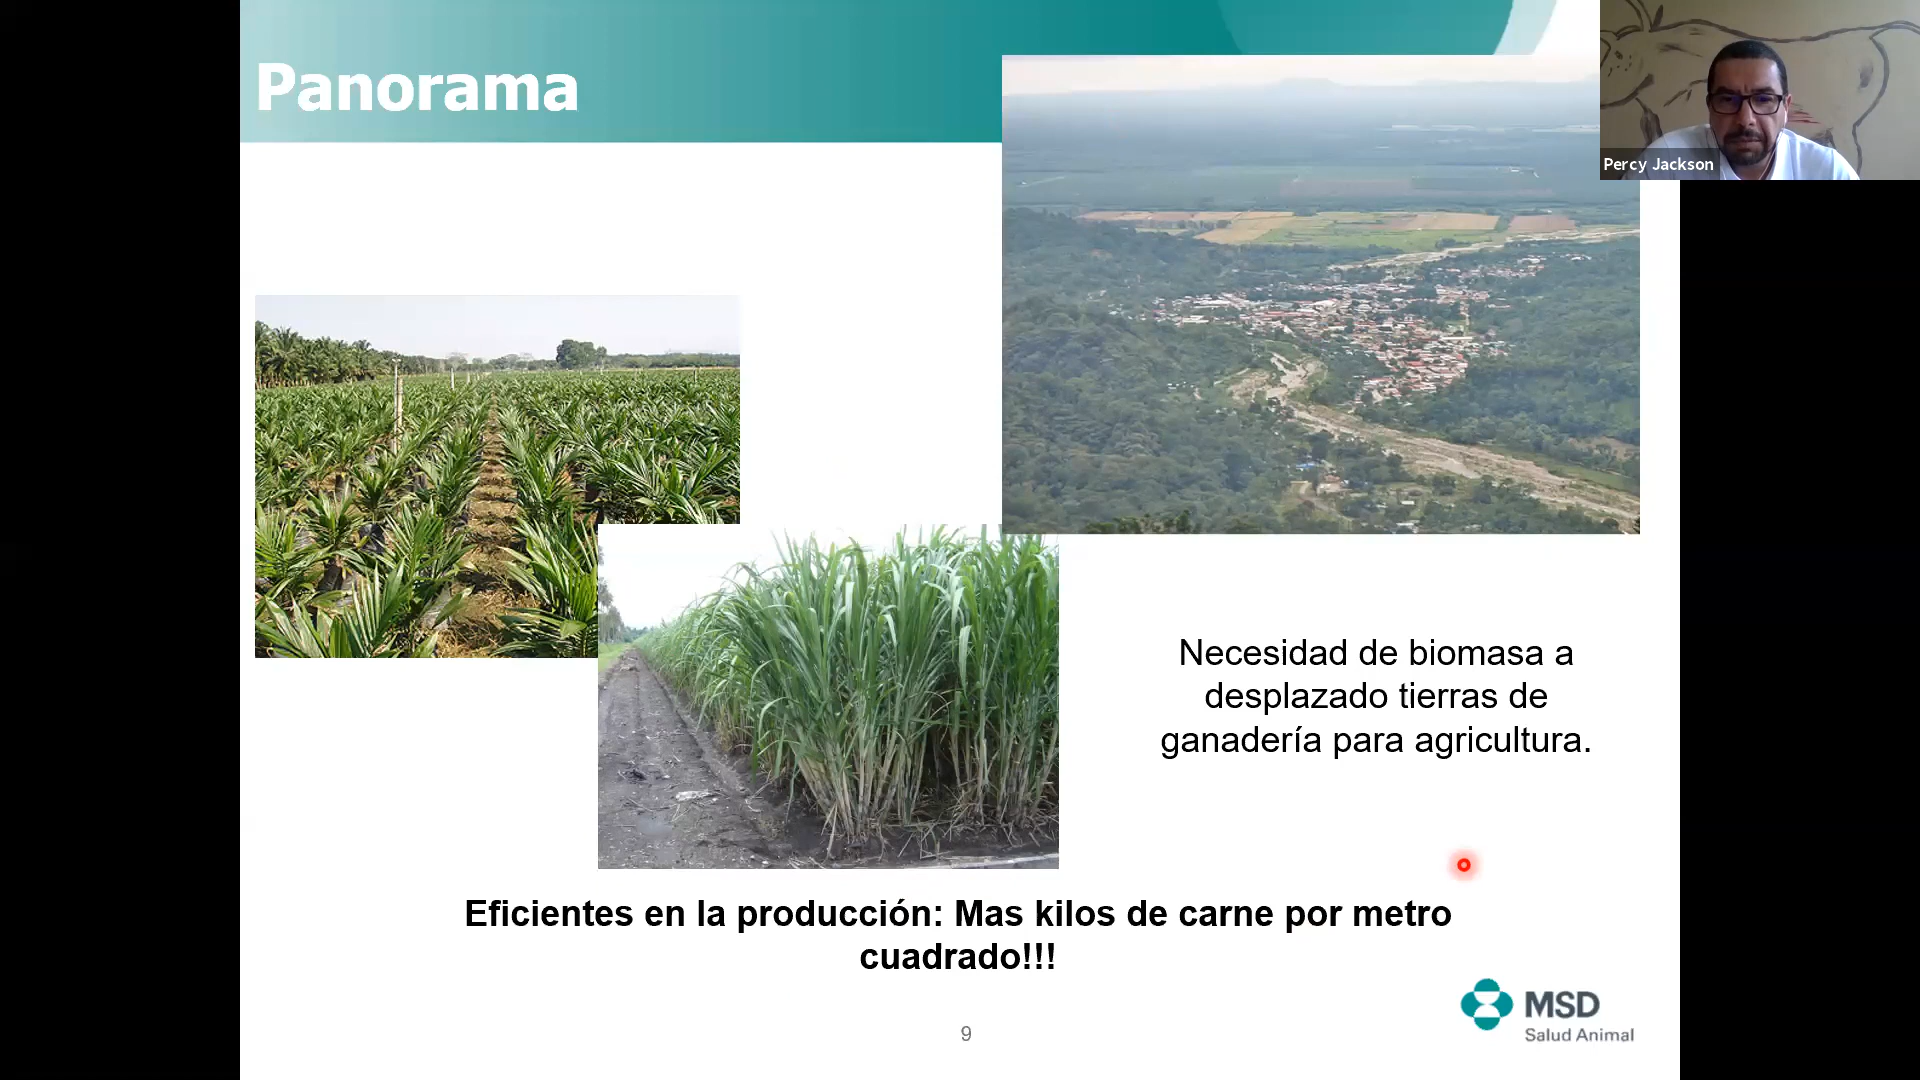 Panorama
Percy Jackson
Necesidad de biomasa a
desplazado tierras de
ganadería para agricultura.
Eficientes en la producción: Mas kilos de carne por metro
cuadrado!!!
9
MSD
Salud Animal